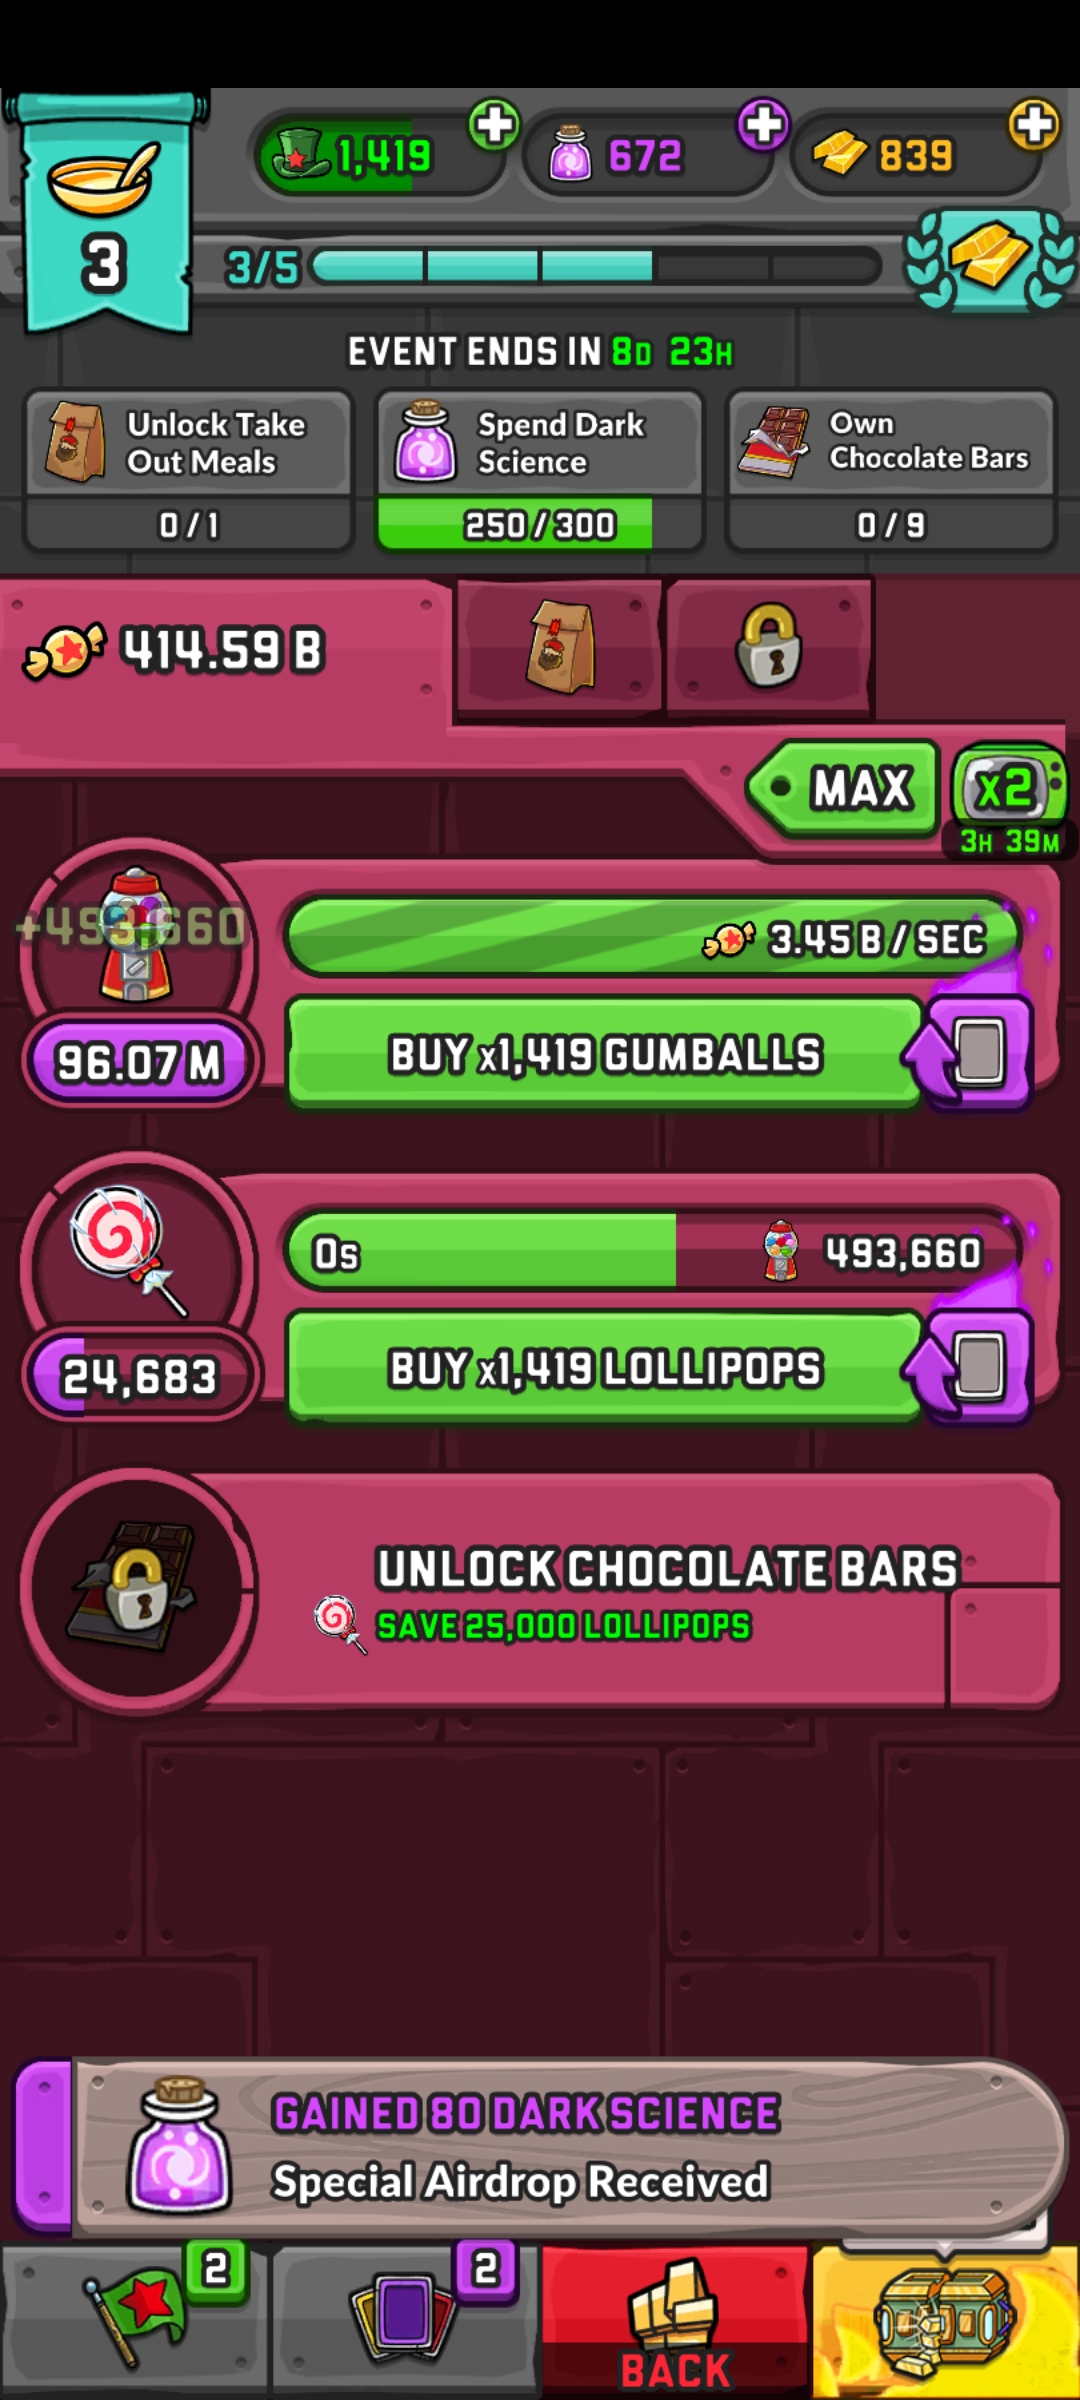 1,419
672
839
3
3/5
EVENT ENDS IN 8D 23H
Unlock Take
Out Meals
0/1
Spend Dark
Science
250/300
Own
Chocolate Bars
0/9
414.59 B
MAX
x2
3H 39M
+493,660
3.45 B / SEC
96.07 M
BUY x1,419 GUMBALLS
0s
493,660
24,683
BUY x1,419 LOLLIPOPS
UNLOCK CHOCOLATE BARS
SAVE 25,000 LOLLIPOPS
GAINED 80 DARK SCIENCE
Special Airdrop Received
2
2
BACK